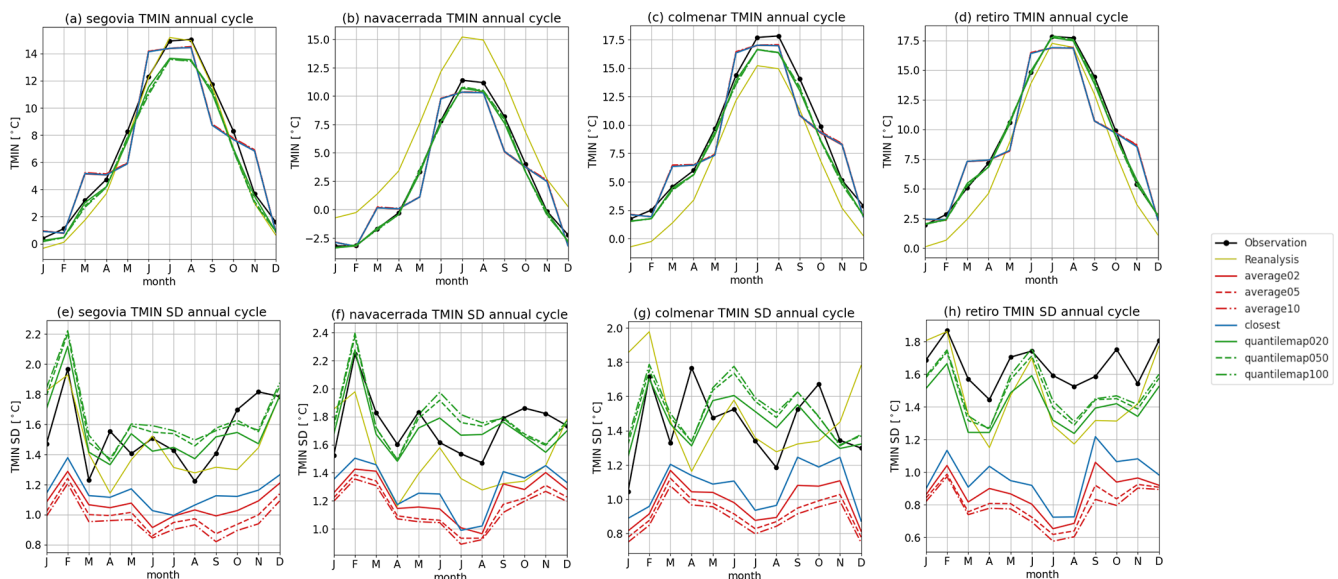 (a) segovia TMIN annual cycle
TMIN [°C]
14
12
10
8
6
4
2
0
J F M A M J J A S O N D
month
(b) navacerrada TMIN annual cycle
TMIN [°C]
15.0
12.5
10.0
7.5
5.0
2.5
0.0
−2.5
J F M A M J J A S O N D
month
(c) colmenar TMIN annual cycle
TMIN [°C]
17.5
15.0
12.5
10.0
7.5
5.0
2.5
0.0
J F M A M J J A S O N D
month
(d) retiro TMIN annual cycle
TMIN [°C]
17.5
15.0
12.5
10.0
7.5
5.0
2.5
0.0
J F M A M J J A S O N D
month
(e) segovia TMIN SD annual cycle
TMIN SD [°C]
2.2
2.0
1.8
1.6
1.4
1.2
1.0
0.8
J F M A M J J A S O N D
month
(f) navacerrada TMIN SD annual cycle
TMIN SD [°C]
2.4
2.2
2.0
1.8
1.6
1.4
1.2
1.0
J F M A M J J A S O N D
month
(g) colmenar TMIN SD annual cycle
TMIN SD [°C]
2.0
1.8
1.6
1.4
1.2
1.0
0.8
J F M A M J J A S O N D
month
(h) retiro TMIN SD annual cycle
TMIN SD [°C]
1.8
1.6
1.4
1.2
1.0
0.8
0.6
J F M A M J J A S O N D
month
Observation
Reanalysis
average02
average05
average10
closest
quantilemap020
quantilemap050
quantilemap100